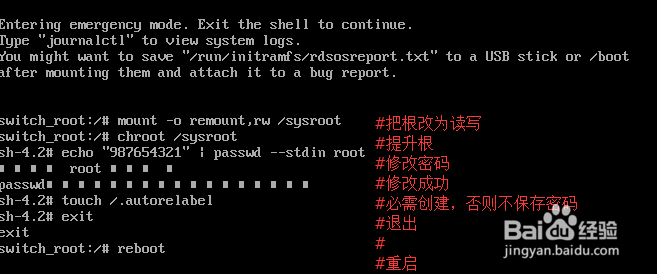 Entering emergency mode. Exit the shell to continue.
Type "journalctl" to view system logs.
You might want to save "/run/initramfs/rdsosreport.txt" to a USB stick or /boot
after mounting them and attach it to a bug report.
switch_root:/# mount -o remount,rw /sysroot #把根改为读写
switch_root:/# chroot /sysroot #提升根
sh-4.2# echo "987654321" | passwd --stdin root #修改密码
■ ■ ■ ■ root ■ ■ ■ ■ #修改成功
passwd■ ■ ■ ■ ■ ■ ■ ■ ■ ■ ■ ■ ■ ■ ■ ■ ■
sh-4.2# touch /.autorelabel #必需创建，否则不保存密码
sh-4.2# exit #退出
exit #
switch_root:/# reboot #重启
Bai du 经验
jingyan.baidu.com